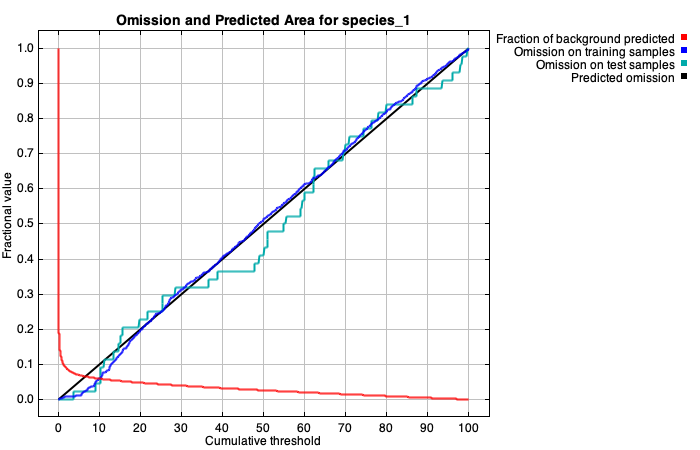 Omission and Predicted Area for species_1
Fraction of background predicted
Omission on training samples
Omission on test samples
Predicted omission
Fractional value
1.0
0.9
0.8
0.7
0.6
0.5
0.4
0.3
0.2
0.1
0.0
0 10 20 30 40 50 60 70 80 90 100
Cumulative threshold